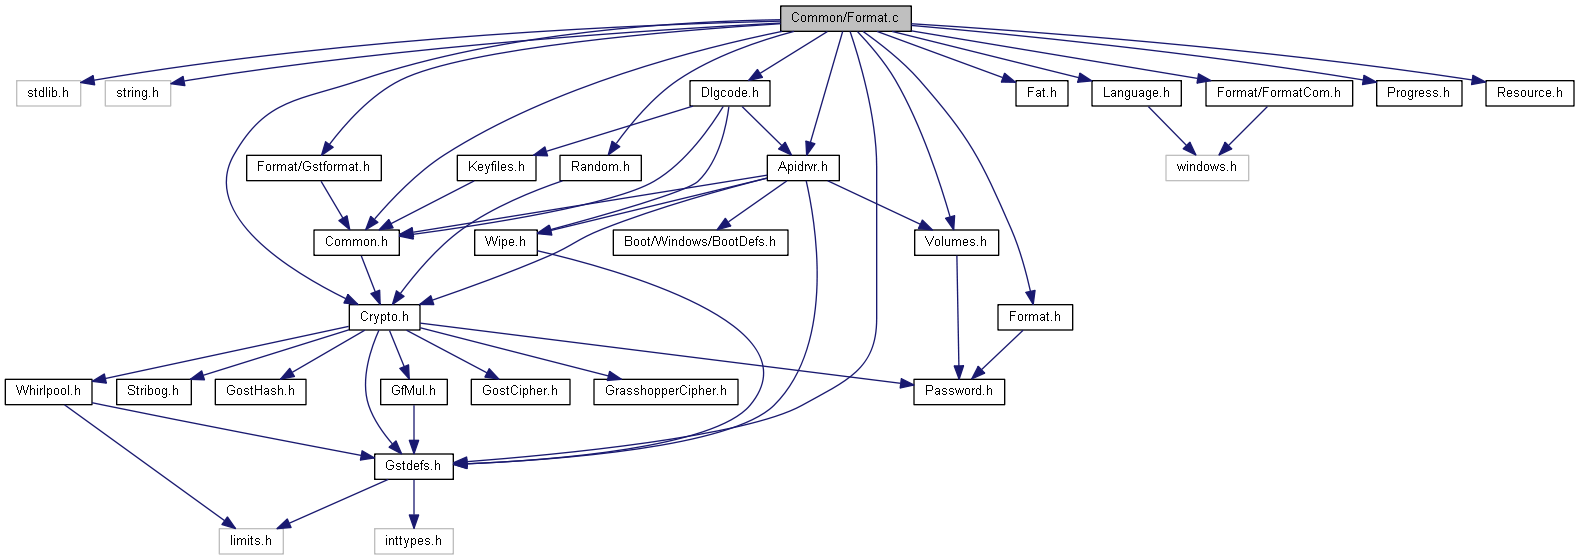 Common/Format.c
stdlib.h
string.h
Dlgcode.h
Fat.h
Language.h
Format/FormatCom.h
Progress.h
Resource.h
Format/Gstformat.h
Keyfiles.h
Random.h
Apidrvr.h
windows.h
Common.h
Wipe.h
Boot/Windows/BootDefs.h
Volumes.h
Crypto.h
Format.h
Whirlpool.h
Stribog.h
GostHash.h
GfMul.h
GostCipher.h
GrasshopperCipher.h
Password.h
Gstdefs.h
limits.h
inttypes.h